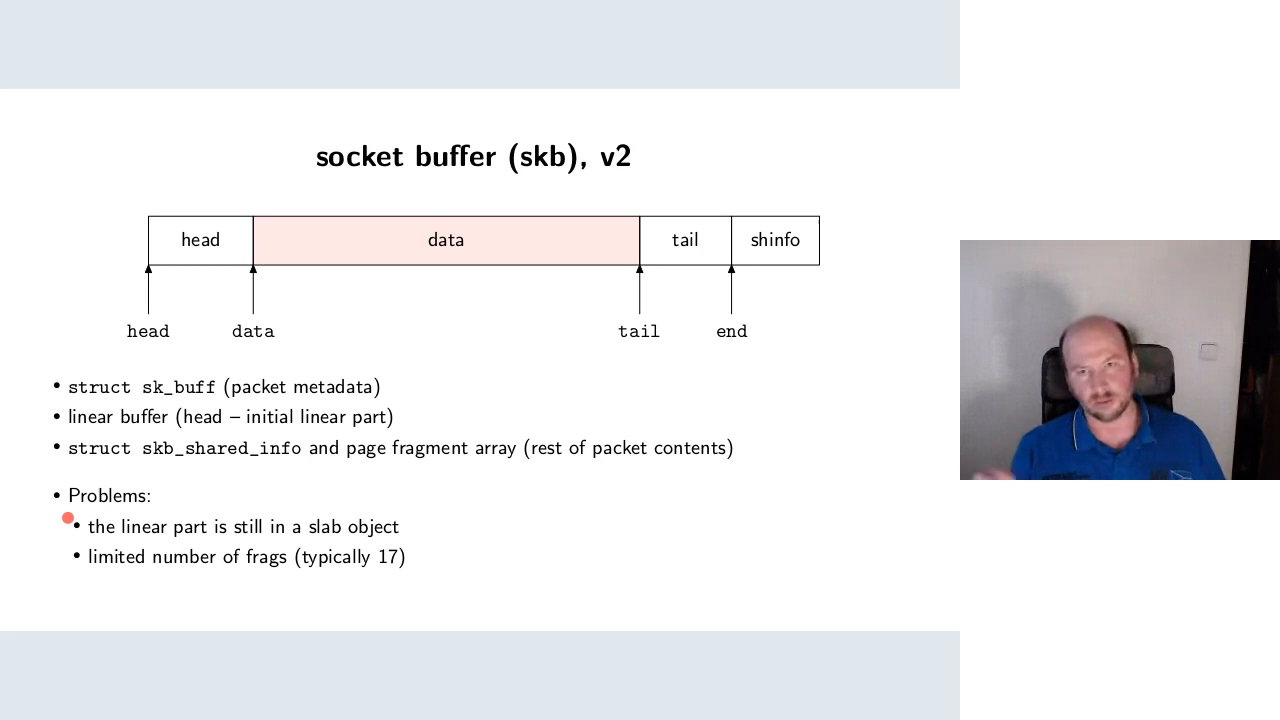 socket buffer (skb), v2
head data tail shinfo
head data tail end
• struct sk_buff (packet metadata)
• linear buffer (head – initial linear part)
• struct skb_shared_info and page fragment array (rest of packet contents)
• Problems:
• the linear part is still in a slab object
• limited number of frags (typically 17)